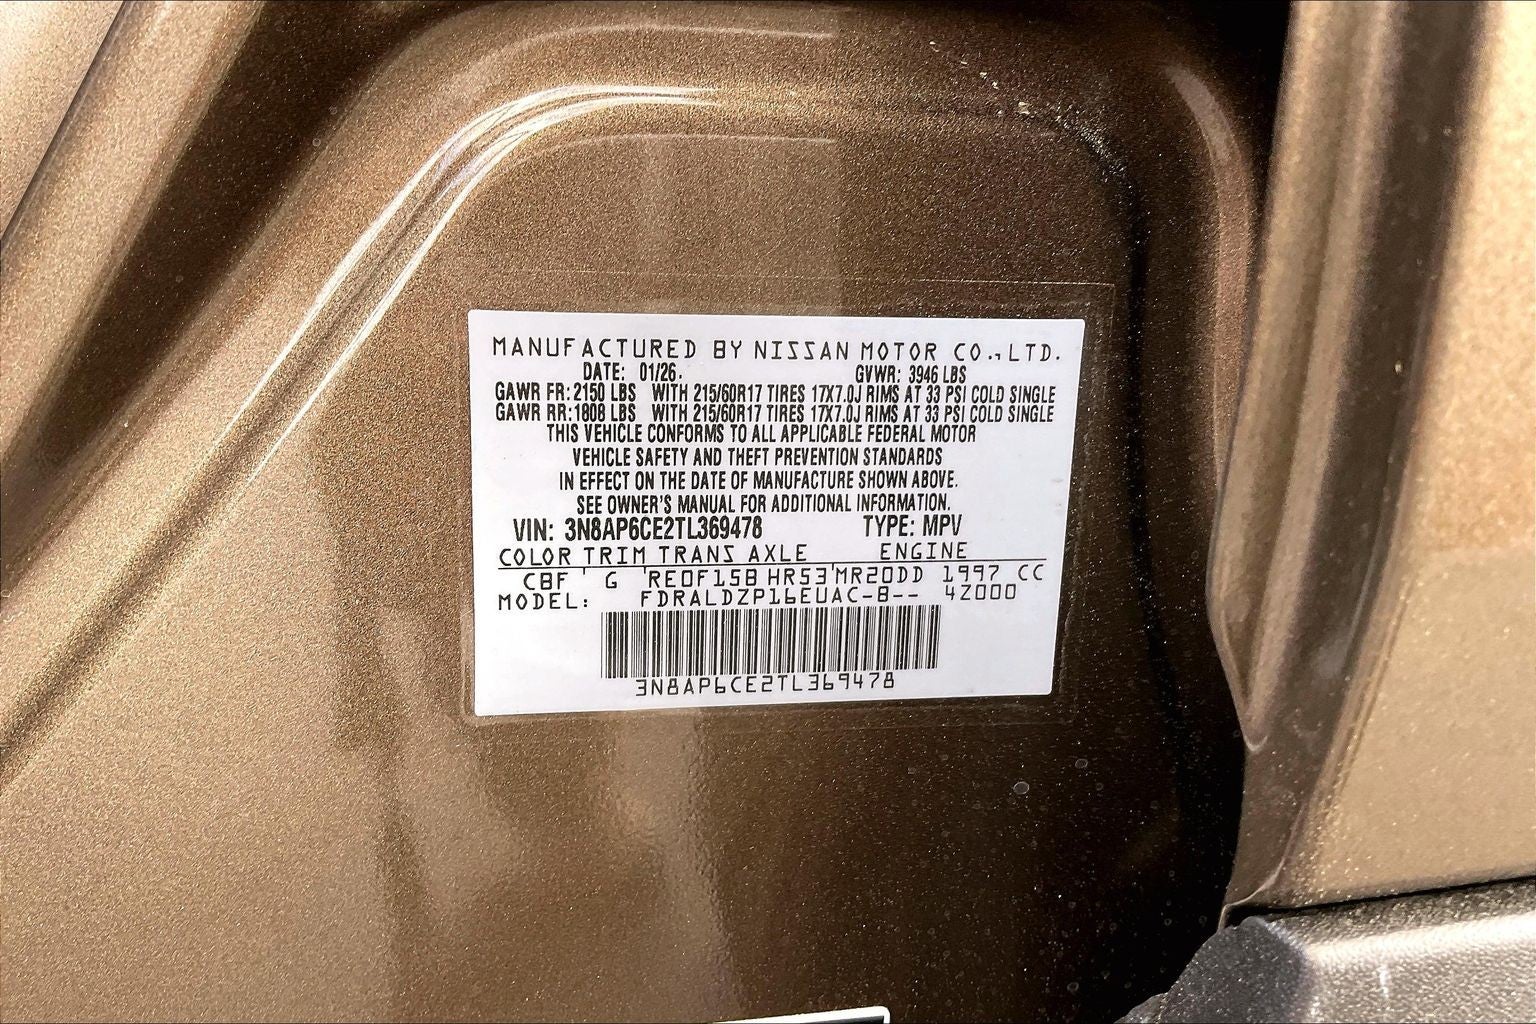 MANUFACTURED BY NISSAN MOTOR CO., LTD.
DATE: 01/26. GVWR: 3946 LBS
GAWR FR: 2150 LBS WITH 215/60R17 TIRES 17X7.0J RIMS AT 33 PSI COLD SINGLE
GAWR RR: 1808 LBS WITH 215/60R17 TIRES 17X7.0J RIMS AT 33 PSI COLD SINGLE
THIS VEHICLE CONFORMS TO ALL APPLICABLE FEDERAL MOTOR
VEHICLE SAFETY AND THEFT PREVENTION STANDARDS
IN EFFECT ON THE DATE OF MANUFACTURE SHOWN ABOVE.
SEE OWNER'S MANUAL FOR ADDITIONAL INFORMATION.
VIN: 3N8AP6CE2TL369478 TYPE: MPV
COLOR TRIM TRANS AXLE ENGINE
CBF G RE0F15B HR53 MR20DD 1997 CC
MODEL: FDRALDZP16EUAC-B-- 4Z000
3N8AP6CE2TL369478